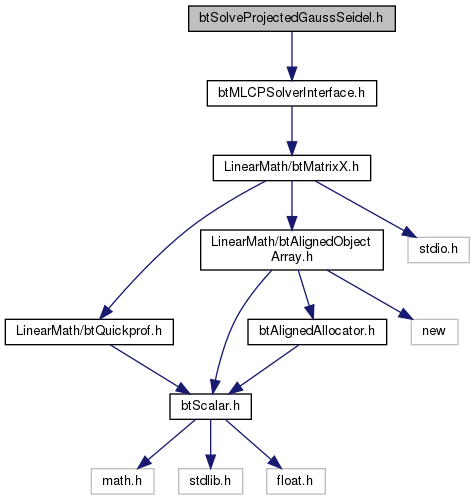 btSolveProjectedGaussSeidel.h
btMLCPSolverInterface.h
LinearMath/btMatrixX.h
LinearMath/btAlignedObject
Array.h
stdio.h
LinearMath/btQuickprof.h
btAlignedAllocator.h
new
btScalar.h
math.h
stdlib.h
float.h